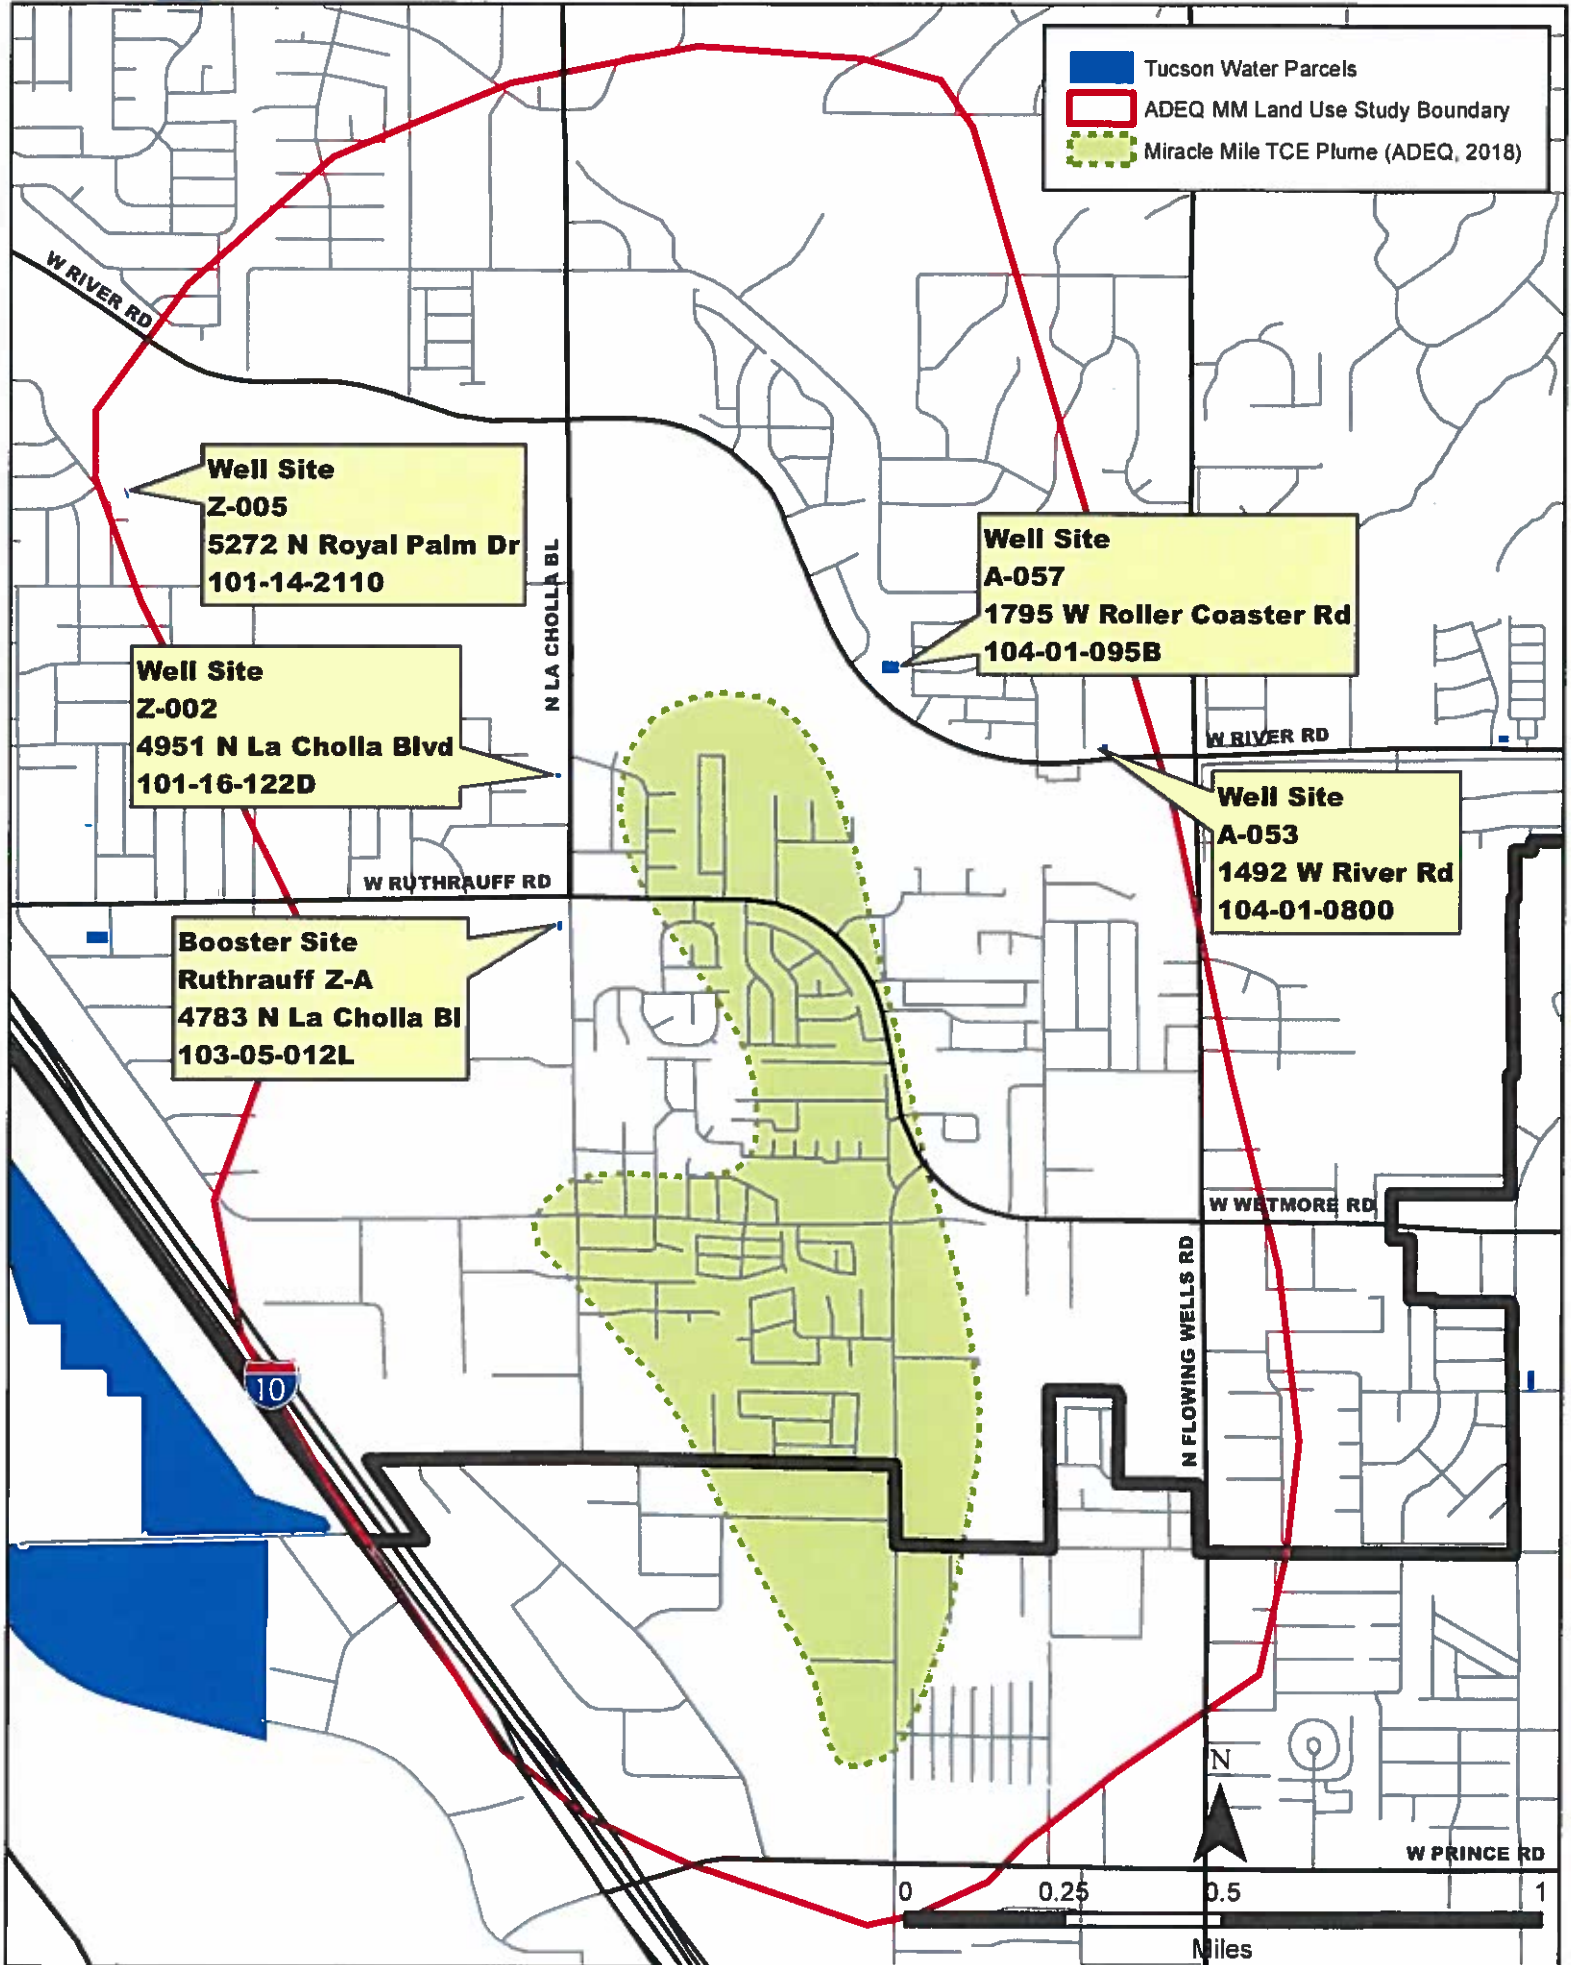 Tucson Water Parcels
ADEQ MM Land Use Study Boundary
Miracle Mile TCE Plume (ADEQ, 2018)
W RIVER RD
Well Site
Z-005
5272 N Royal Palm Dr
101-14-2110
N LA CHOLLA BL
Well Site
A-057
1795 W Roller Coaster Rd
104-01-095B
Well Site
Z-002
4951 N La Cholla Blvd
101-16-122D
W RIVER RD
Well Site
A-053
1492 W River Rd
104-01-0800
W RUTHRAUFF RD
Booster Site
Ruthrauff Z-A
4783 N La Cholla Bl
103-05-012L
W WETMORE RD
N FLOWING WELLS RD
10
N
W PRINCE RD
0 0.25 0.5 1
Miles